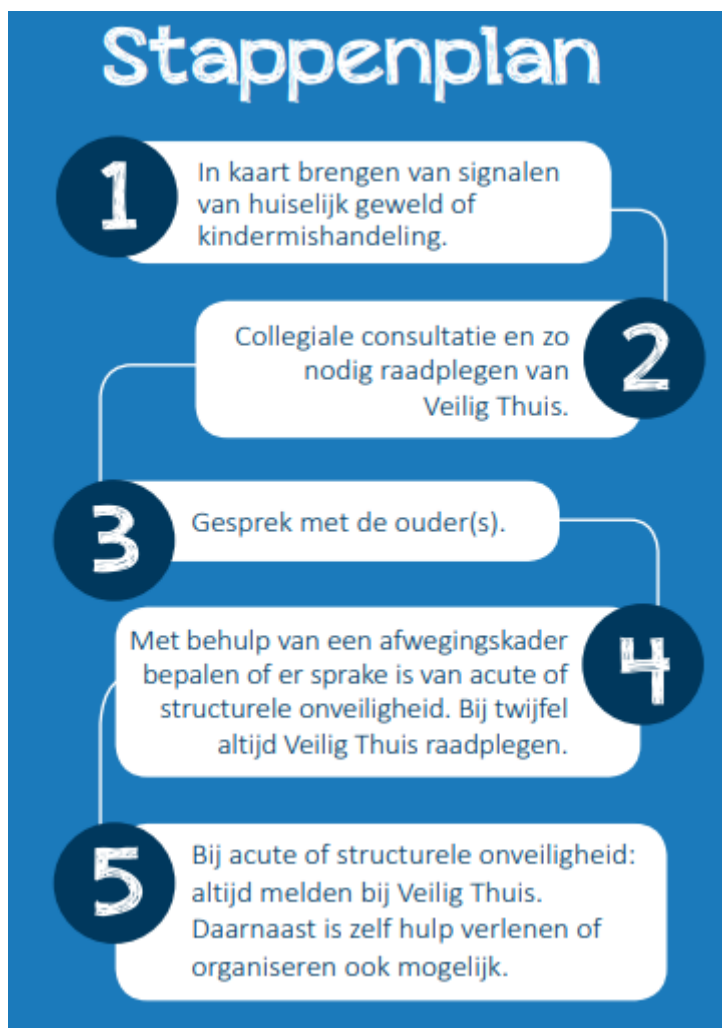 Stappenplan
1
In kaart brengen van signalen
van huiselijk geweld of
kindermishandeling.
2
Collegiale consultatie en zo
nodig raadplegen van
Veilig Thuis.
3
Gesprek met de ouder(s).
4
Met behulp van een afwegingskader
bepalen of er sprake is van acute of
structurele onveiligheid. Bij twijfel
altijd Veilig Thuis raadplegen.
5
Bij acute of structurele onveiligheid:
altijd melden bij Veilig Thuis.
Daarnaast is zelf hulp verlenen of
organiseren ook mogelijk.